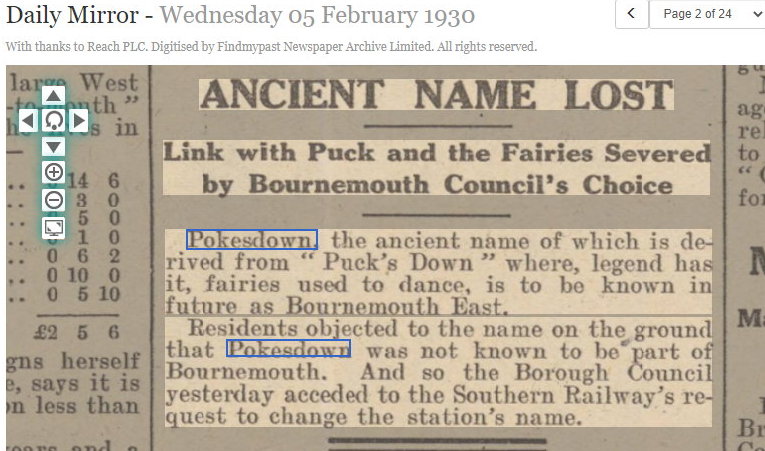 Daily Mirror - Wednesday 05 February 1930
Page 2 of 24
With thanks to Reach PLC. Digitised by Findmypast Newspaper Archive Limited. All rights reserved.
large West
in
14 6
3 0
5 0
1 0
0 6 2
0 10 0
0 5 10
£2 5 6
gns herself
says it is
on less than
ANCIENT NAME LOST
Link with Puck and the Fairies Severed
by Bournemouth Council's Choice
Pokesdown, the ancient name of which is de-
rived from “ Puck's Down ” where, legend has
it, fairies used to dance, is to be known in
future as Bournemouth East.
Residents objected to the name on the ground
that Pokesdown was not known to be part of
Bournemouth. And so the Borough Council
yesterday acceded to the Southern Railway's re-
quest to change the station's name.
to